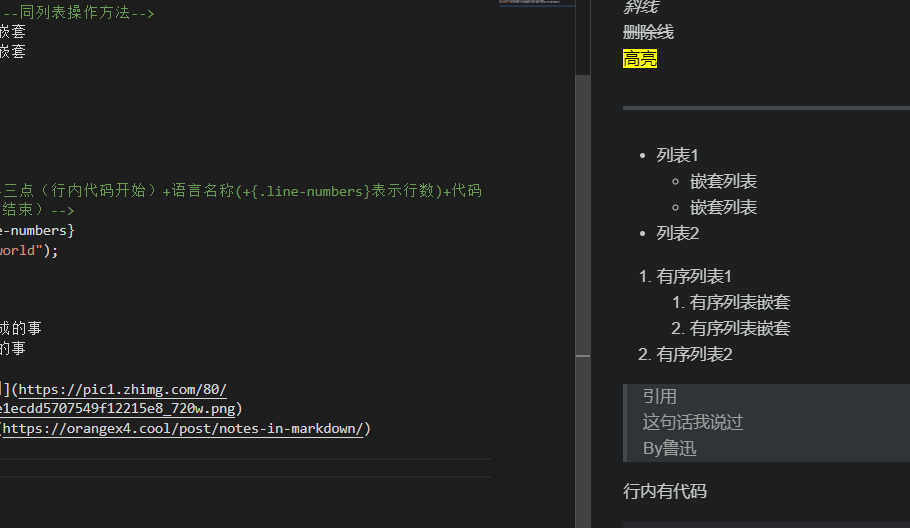 --同列表操作方法-->
嵌套
嵌套
三点（行内代码开始）+语言名称(+{.line-numbers}表示行数)+代码
结束）-->
e-numbers}
world");
成的事
的事
](https://pic1.zhimg.com/80/
e1ecdd5707549f12215e8_720w.png)
(https://orangex4.cool/post/notes-in-markdown/)
斜线
删除线
高亮
• 列表1
◦ 嵌套列表
◦ 嵌套列表
• 列表2
1. 有序列表1
1. 有序列表嵌套
2. 有序列表嵌套
2. 有序列表2
引用
这句话我说过
By鲁迅
行内有代码